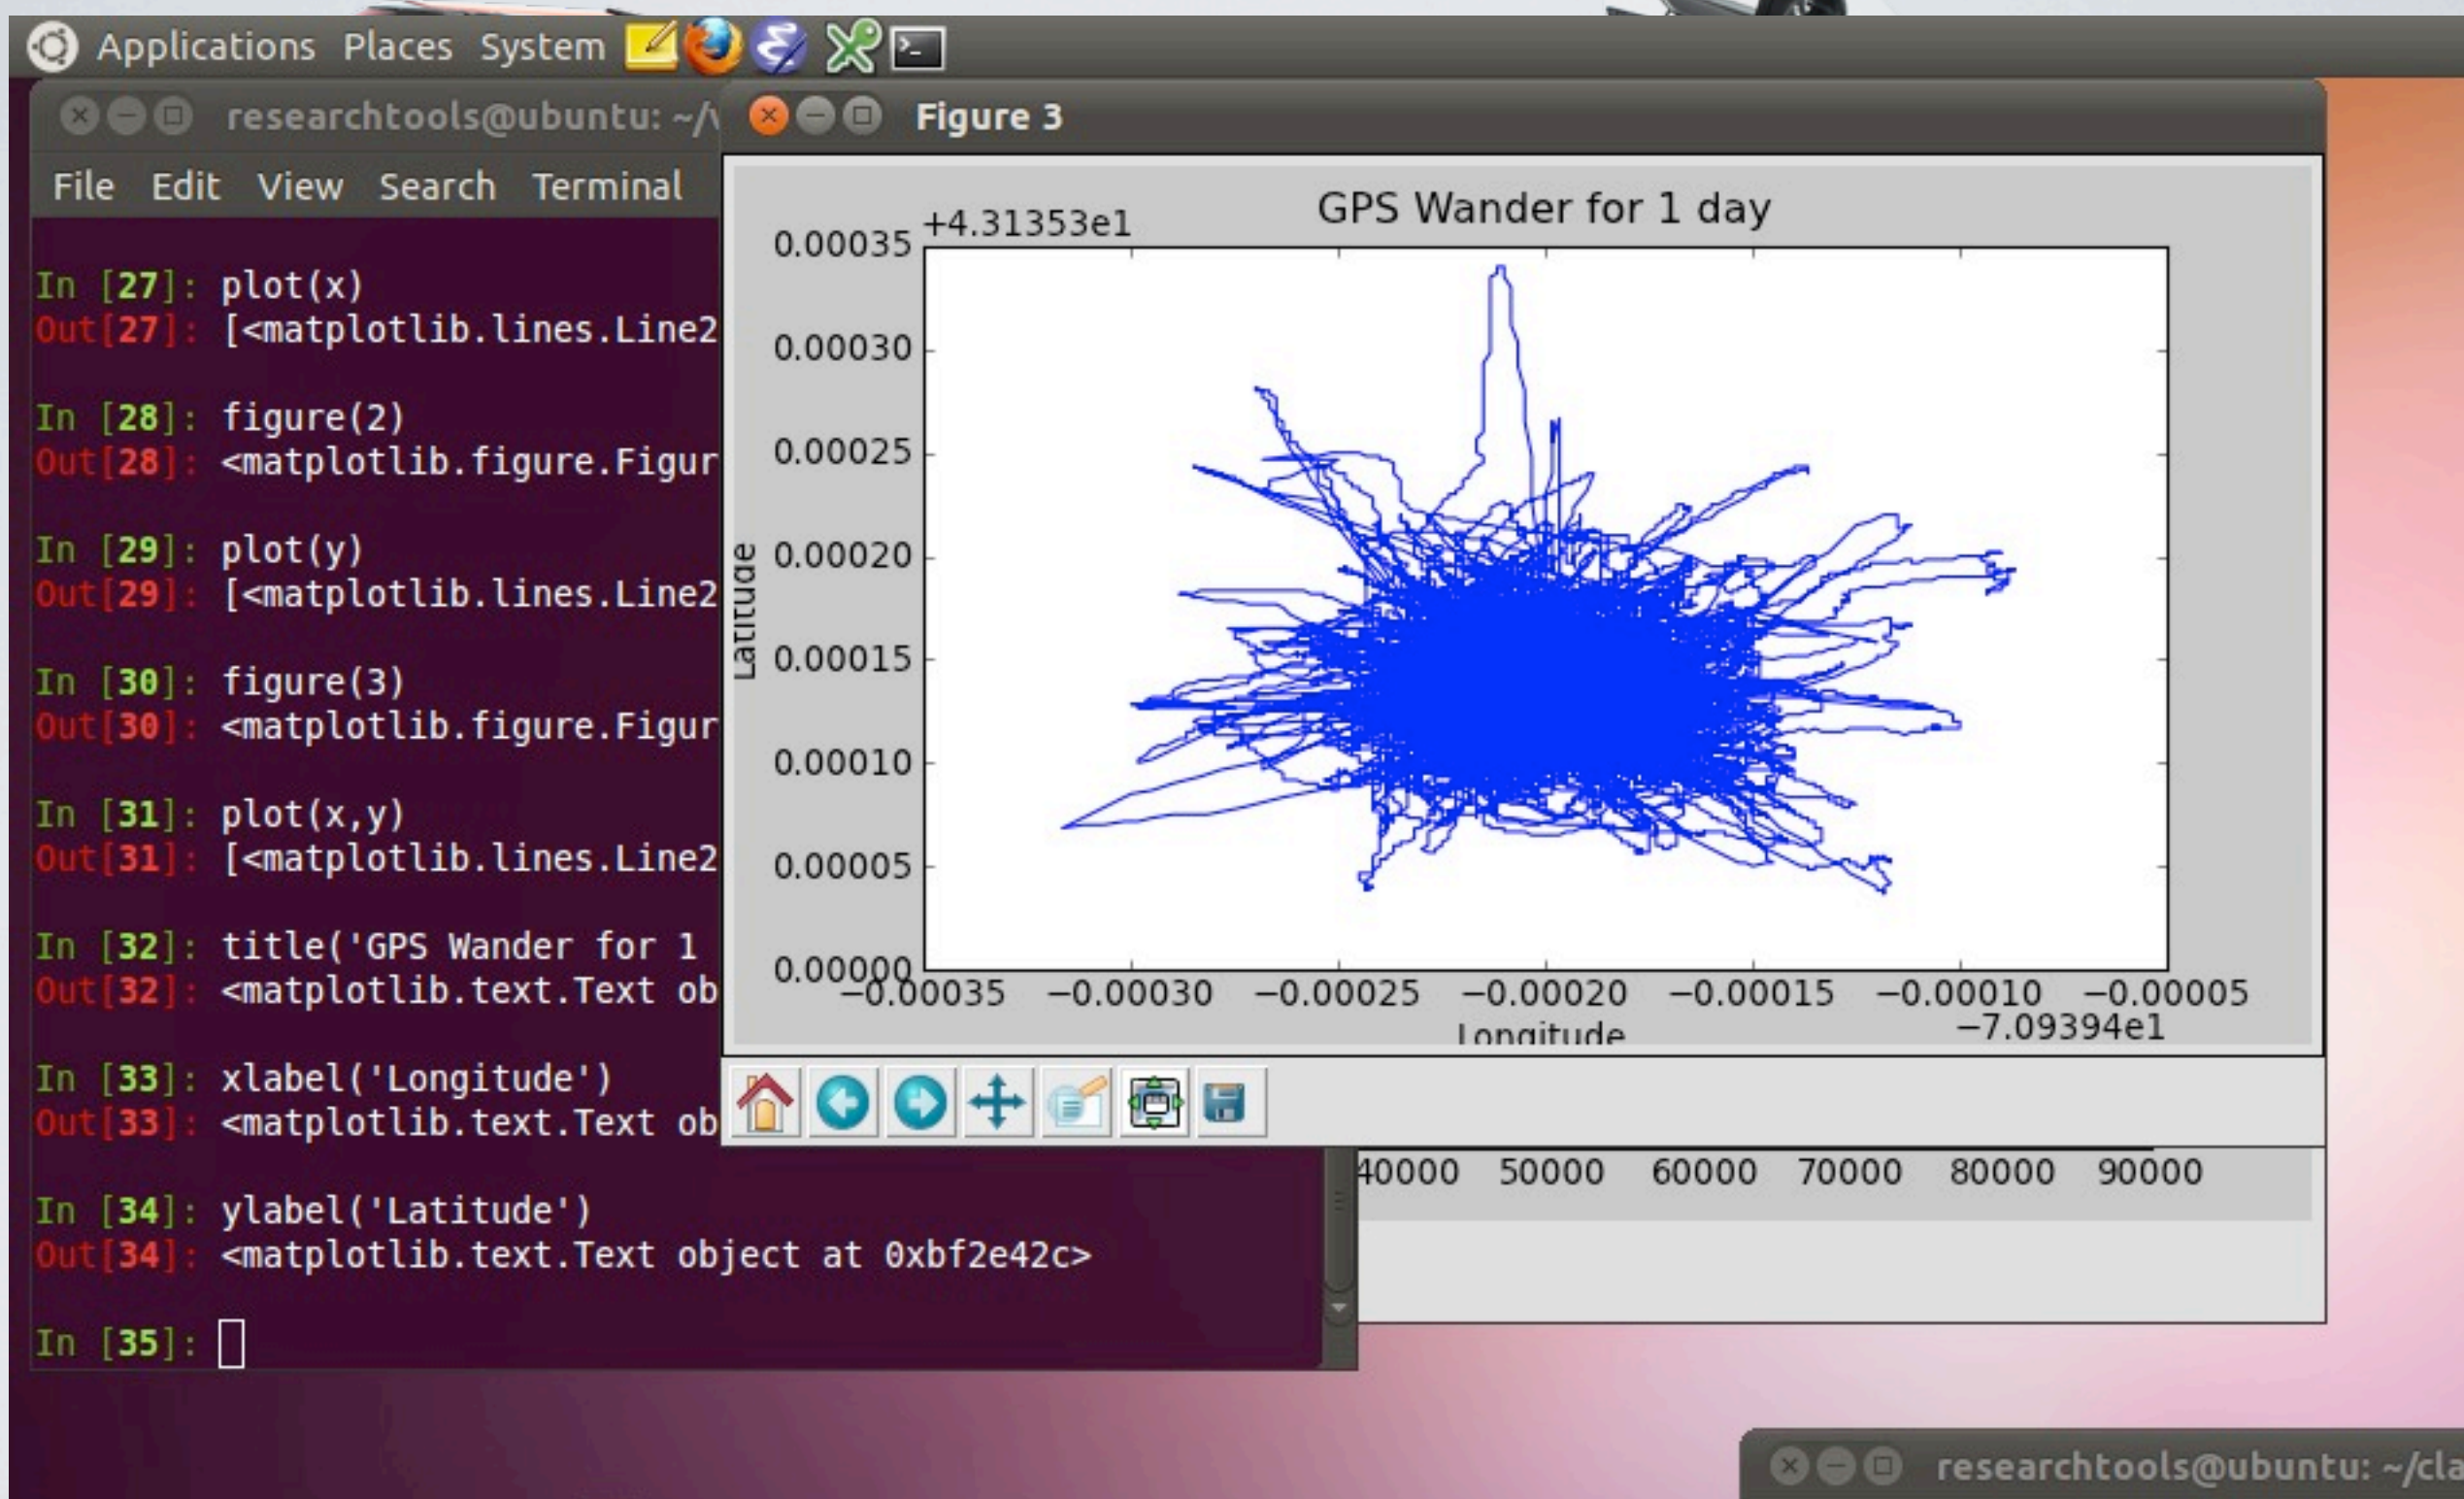 Applications Places System
researchtools@ubuntu: ~/
File Edit View Search Terminal
In [27]: plot(x)
Out[27]: [<matplotlib.lines.Line2
In [28]: figure(2)
Out[28]: <matplotlib.figure.Figur
In [29]: plot(y)
Out[29]: [<matplotlib.lines.Line2
In [30]: figure(3)
Out[30]: <matplotlib.figure.Figur
In [31]: plot(x,y)
Out[31]: [<matplotlib.lines.Line2
In [32]: title('GPS Wander for 1
Out[32]: <matplotlib.text.Text ob
In [33]: xlabel('Longitude')
Out[33]: <matplotlib.text.Text ob
In [34]: ylabel('Latitude')
Out[34]: <matplotlib.text.Text object at 0xbf2e42c>
In [35]:
Figure 3
GPS Wander for 1 day
+4.31353e1
0.00035
0.00030
0.00025
0.00020
0.00015
0.00010
0.00005
0.00000
Latitude
−0.00035 −0.00030 −0.00025 −0.00020 −0.00015 −0.00010 −0.00005
−7.09394e1
Longitude
40000 50000 60000 70000 80000 90000
researchtools@ubuntu: ~/cla